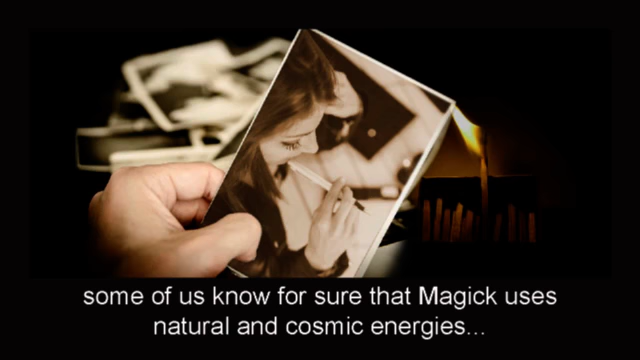 some of us know for sure that Magick uses
natural and cosmic energies...